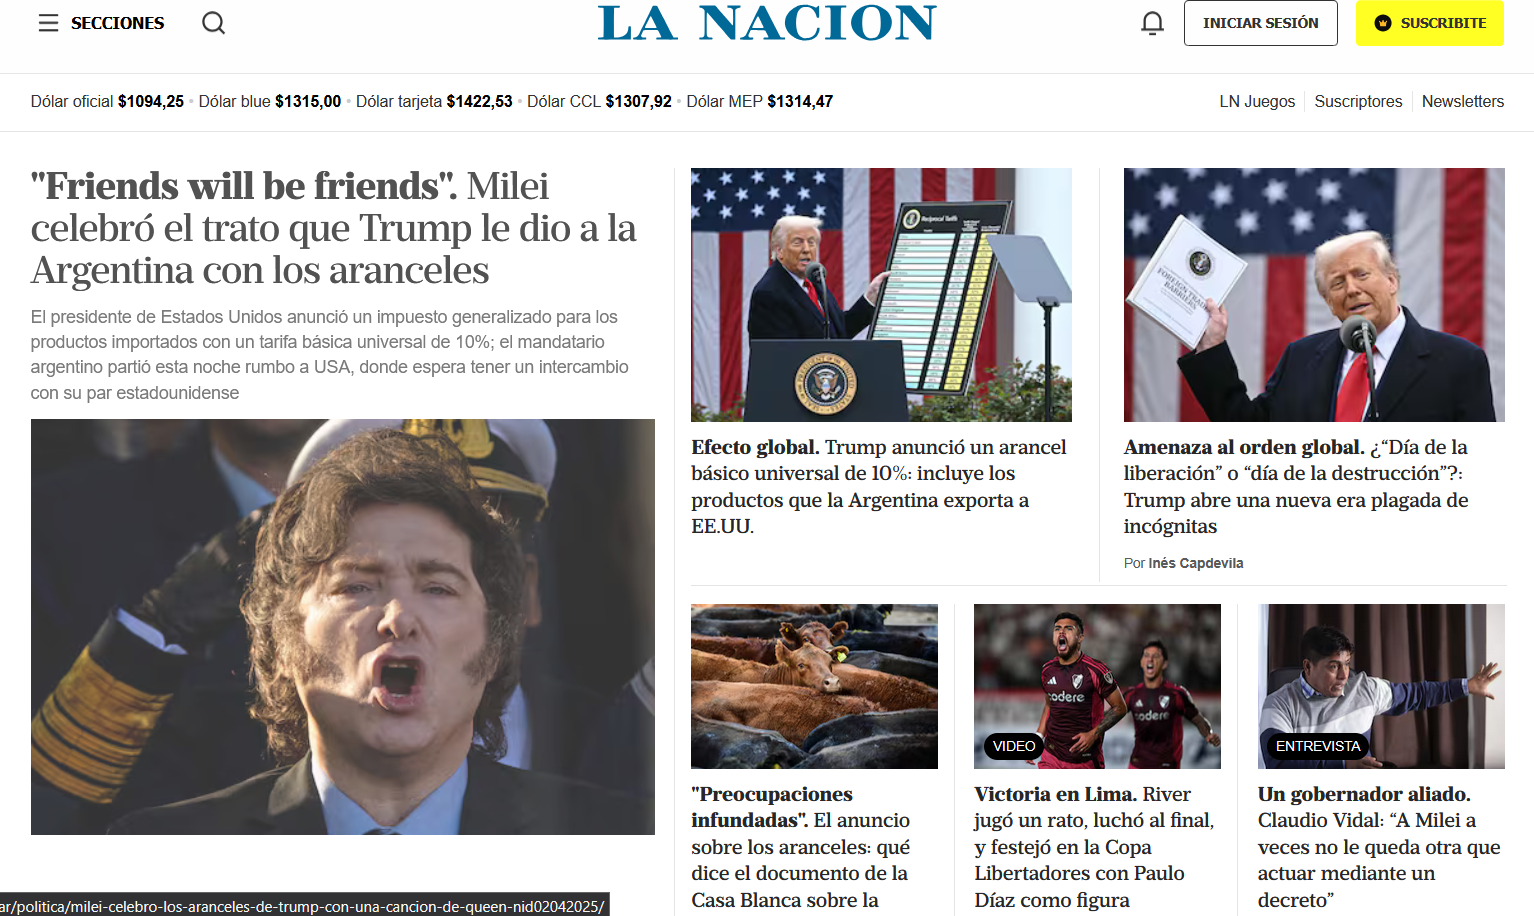 SECCIONES
LA NACION
INICIAR SESIÓN
SUSCRIBITE
Dólar oficial $1094,25 • Dólar blue $1315,00 • Dólar tarjeta $1422,53 • Dólar CCL $1307,92 • Dólar MEP $1314,47
LN Juegos
Suscriptores
Newsletters
"Friends will be friends". Milei
celebró el trato que Trump le dio a la
Argentina con los aranceles
El presidente de Estados Unidos anunció un impuesto generalizado para los
productos importados con un tarifa básica universal de 10%; el mandatario
argentino partió esta noche rumbo a USA, donde espera tener un intercambio
con su par estadounidense
Reciprocal Tariffs
Efecto global. Trump anunció un arancel
básico universal de 10%: incluye los
productos que la Argentina exporta a
EE.UU.
FOREIGN TRADE
BARRIERS
Amenaza al orden global. ¿“Día de la
liberación” o “día de la destrucción”?:
Trump abre una nueva era plagada de
incógnitas
Por Inés Capdevila
"Preocupaciones
infundadas". El anuncio
sobre los aranceles: qué
dice el documento de la
Casa Blanca sobre la
codere
codere
VIDEO
Victoria en Lima. River
jugó un rato, luchó al final,
y festejó en la Copa
Libertadores con Paulo
Díaz como figura
ENTREVISTA
Un gobernador aliado.
Claudio Vidal: “A Milei a
veces no le queda otra que
actuar mediante un
decreto”
ar/politica/milei-celebro-los-aranceles-de-trump-con-una-cancion-de-queen-nid02042025/